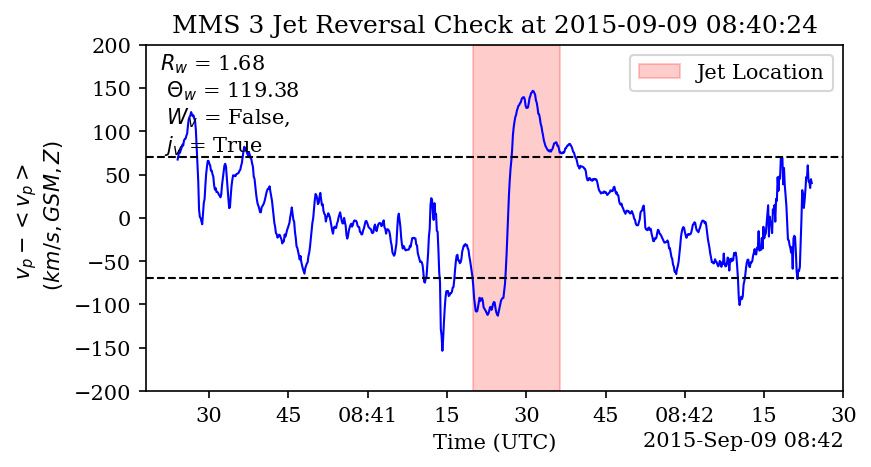 MMS 3 Jet Reversal Check at 2015-09-09 08:40:24
200
150
100
50
0
−50
−100
−150
−200
v_p − < v_p >
(km/s, GSM, Z)
R_w = 1.68
Θ_w = 119.38
W_v = False,
j_v = True
Jet Location
30 45 08:41 15 30 45 08:42 15 30
Time (UTC)
2015-Sep-09 08:42